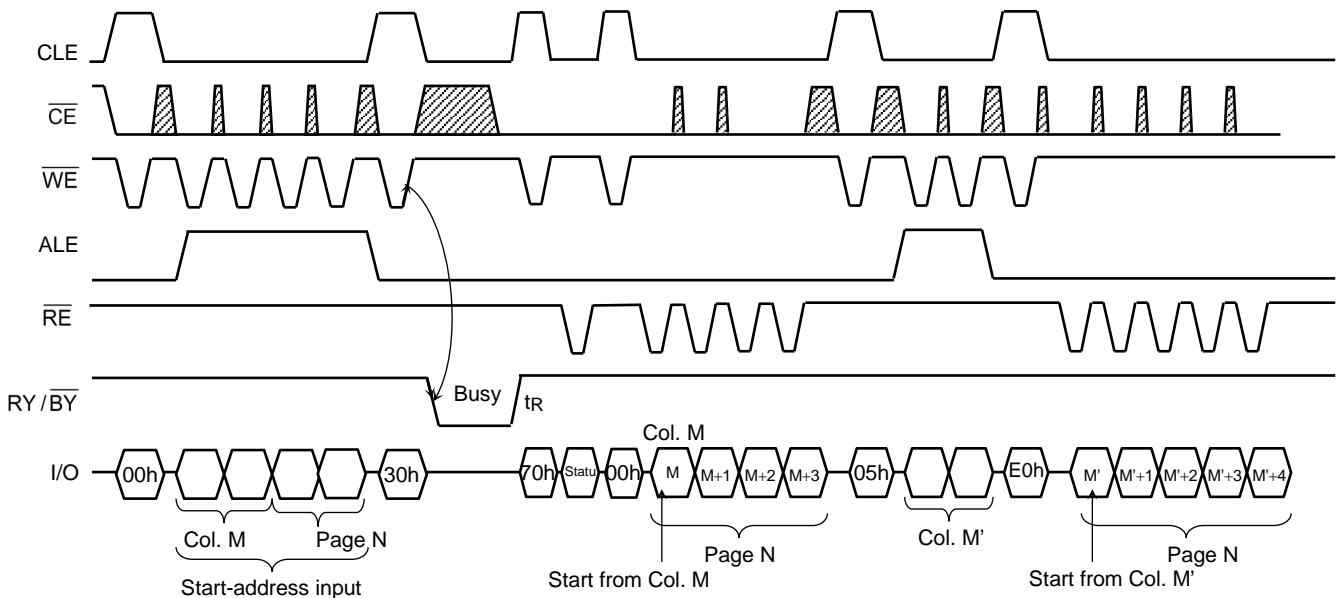 CLE
CE
WE
ALE
RE
RY / BY
Busy
tR
Col. M
I/O
00h
30h
70h
Statu
00h
M
M+1
M+2
M+3
05h
E0h
M'
M'+1
M'+2
M'+3
M'+4
Col. M
Page N
Col. M'
Page N
Page N
Start-address input
Start from Col. M
Start from Col. M'